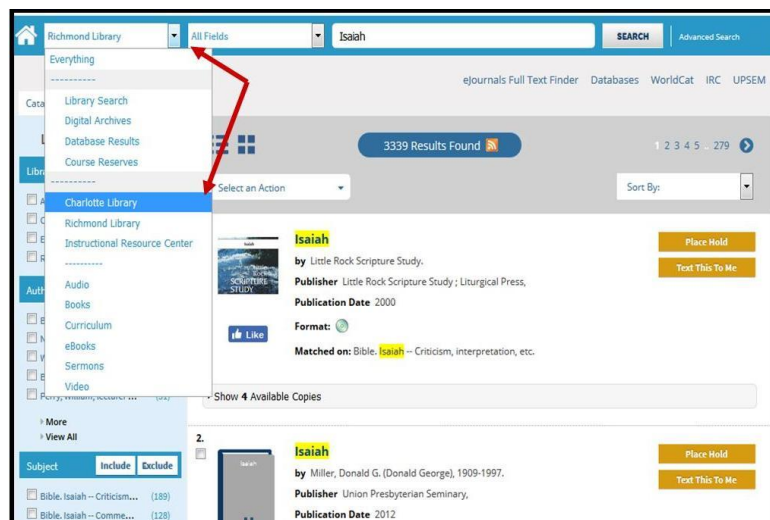 Richmond Library All Fields Isaiah SEARCH Advanced Search
Everything
----------
Library Search
Digital Archives
Database Results
Course Reserves
----------
Charlotte Library
Richmond Library
Instructional Resource Center
----------
Audio
Books
Curriculum
eBooks
Sermons
Video
eJournals Full Text Finder Databases WorldCat IRC UPSEM
3339 Results Found
1 2 3 4 5 .. 279
Select an Action
Sort By:
Isaiah
by Little Rock Scripture Study.
Publisher Little Rock Scripture Study ; Liturgical Press,
Publication Date 2000
Format:
Matched on: Bible. Isaiah -- Criticism, interpretation, etc.
Place Hold
Text This To Me
SCRIPTURE
STUDY
Like
Show 4 Available Copies
More
View All
Subject Include Exclude
Bible. Isaiah -- Criticism... (189)
Bible. Isaiah -- Comme... (128)
2.
Isaiah
by Miller, Donald G. (Donald George), 1909-1997.
Publisher Union Presbyterian Seminary,
Publication Date 2012
Place Hold
Text This To Me